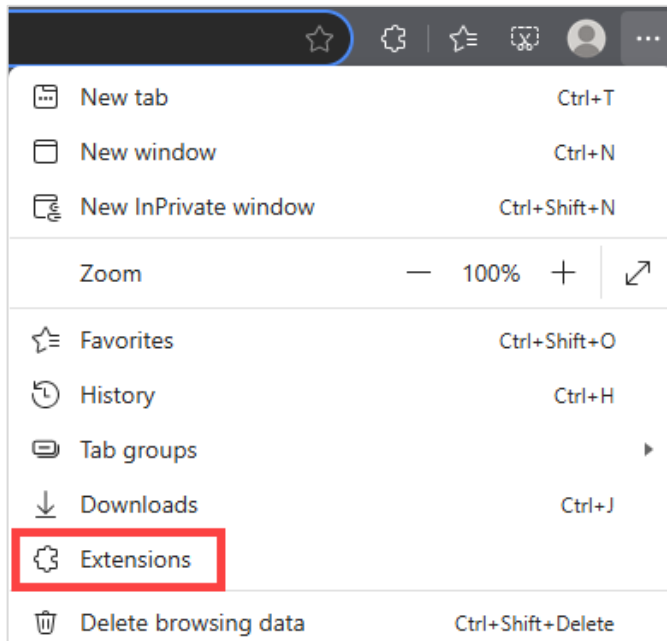 New tab Ctrl+T
New window Ctrl+N
New InPrivate window Ctrl+Shift+N
Zoom — 100% +
Favorites Ctrl+Shift+O
History Ctrl+H
Tab groups
Downloads Ctrl+J
Extensions
Delete browsing data Ctrl+Shift+Delete